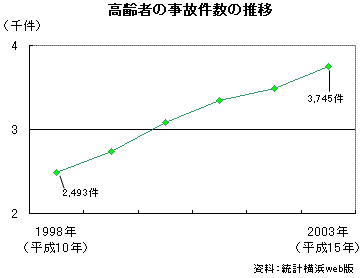 高齢者の事故件数の推移
（千件）
4
3,745件
3
2,493件
2
1998年 2003年
（平成10年） （平成15年）
資料：統計横浜web版